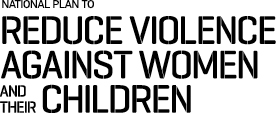 NATIONAL PLAN TO
REDUCE VIOLENCE
AGAINST WOMEN
AND THEIR CHILDREN